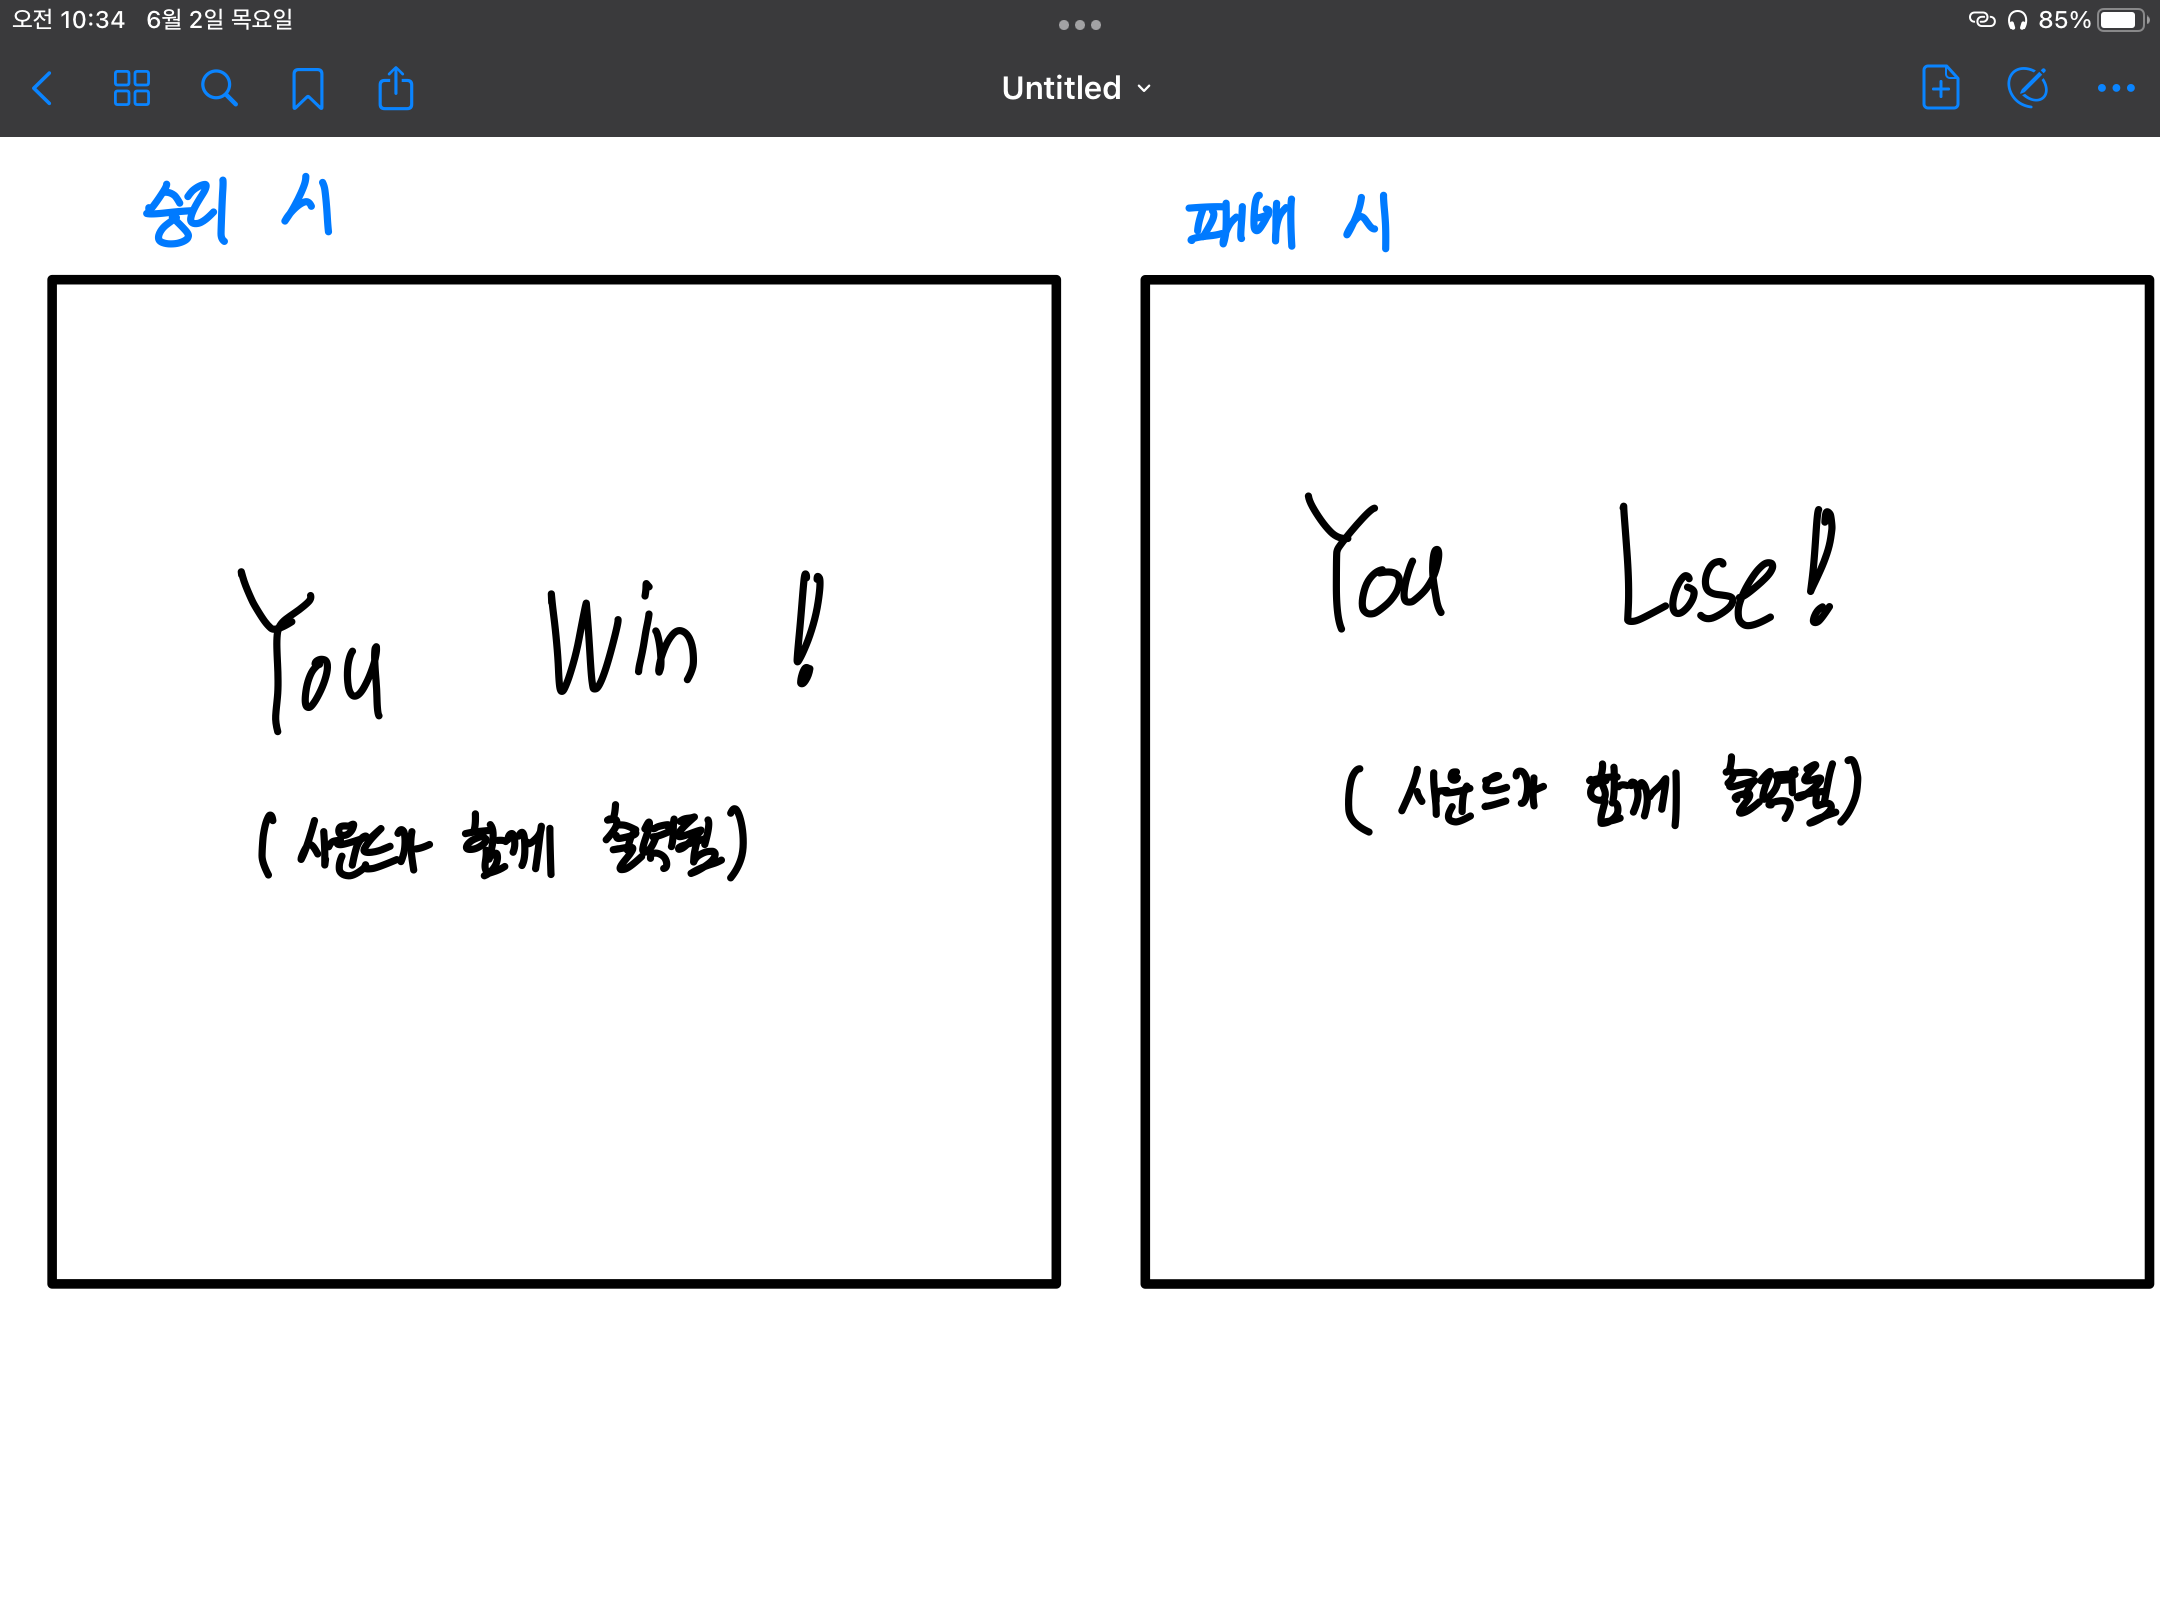 오전 10:34 6월 2일 목요일
85%
Untitled
승리 시
패배 시
You Win!
(사운드가 함께 출력됨)
You Lose!
(사운드가 함께 출력됨)